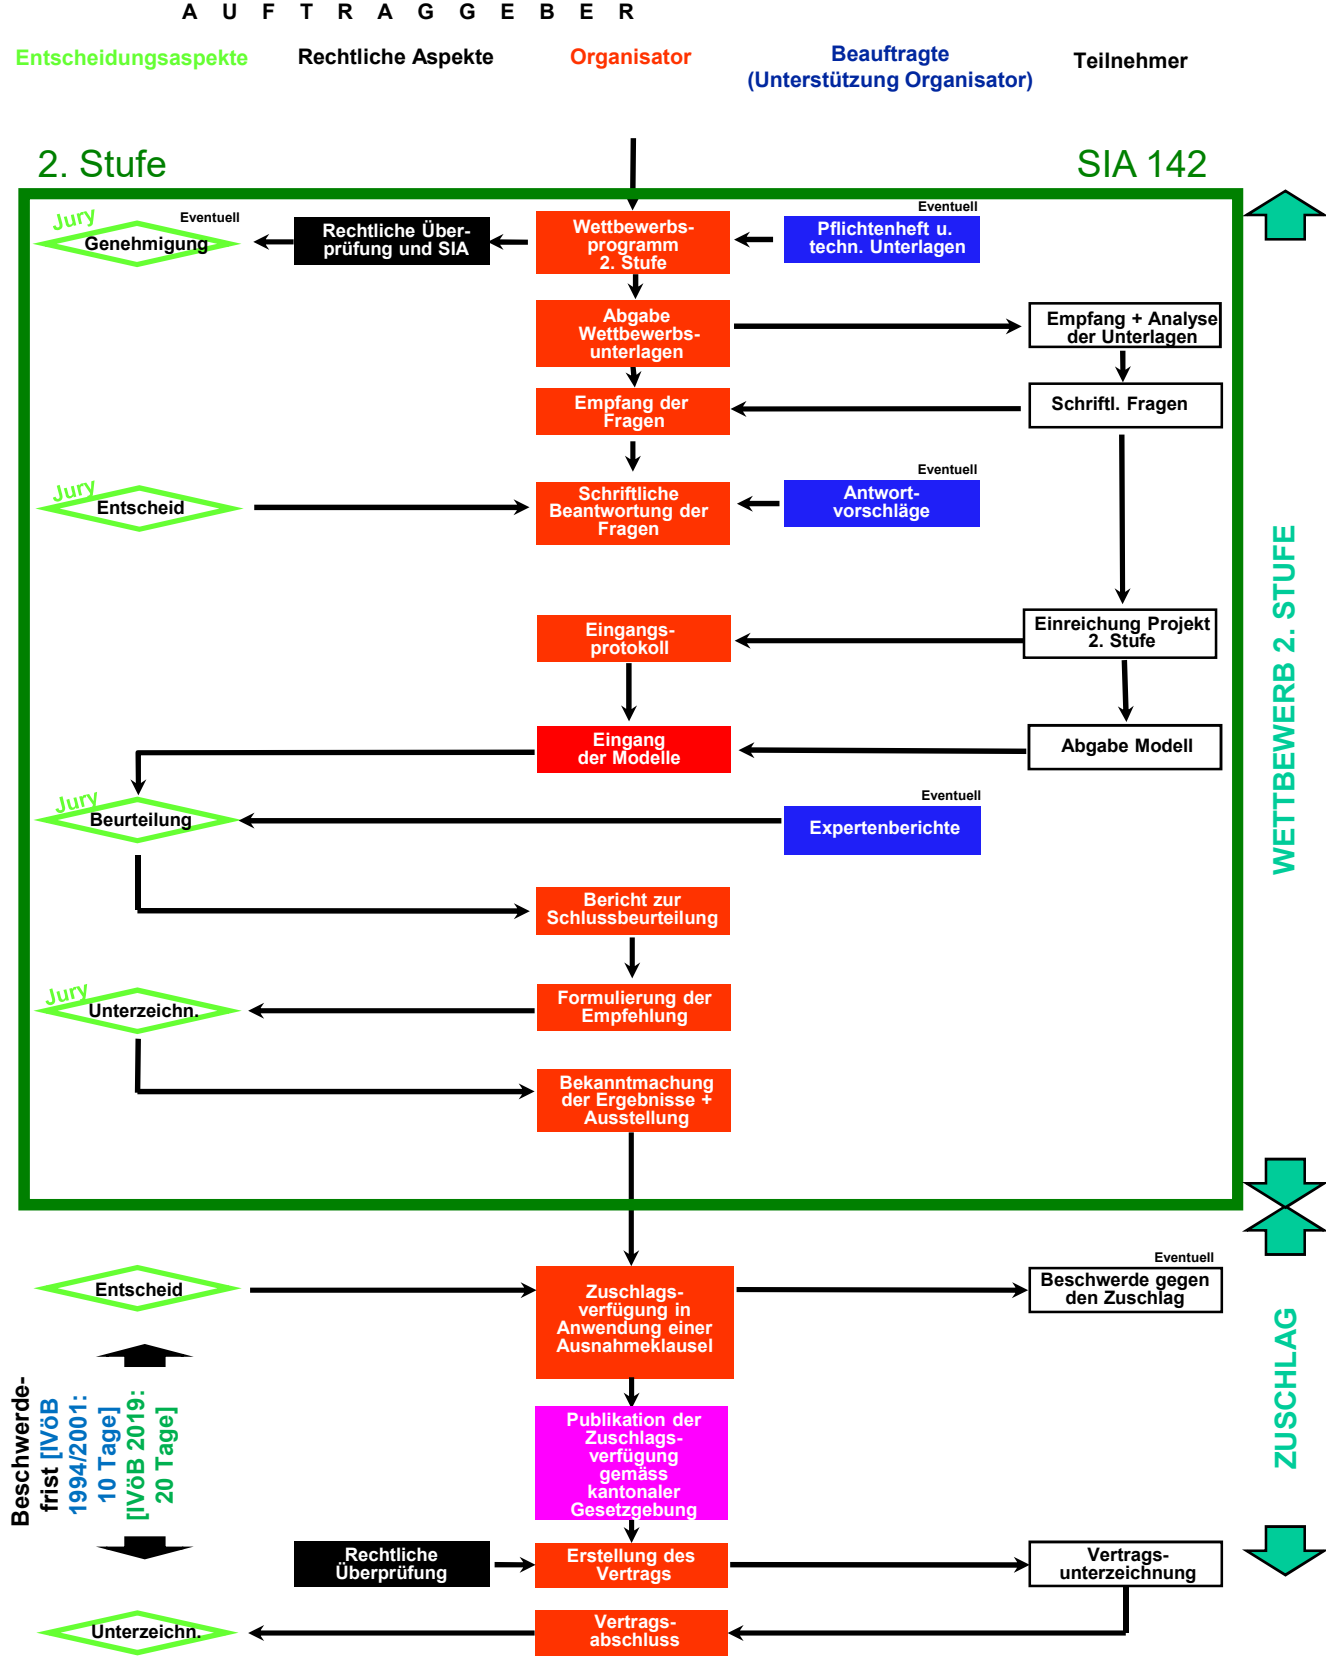 A U F T R A G G E B E R
Entscheidungsaspekte
Rechtliche Aspekte
Organisator
Beauftragte
(Unterstützung Organisator)
Teilnehmer
2. Stufe
SIA 142
Jury
Genehmigung
Eventuell
Rechtliche Über-
prüfung und SIA
Wettbewerbs-
programm
2. Stufe
Eventuell
Pflichtenheft u.
techn. Unterlagen
Abgabe
Wettbewerbs-
unterlagen
Empfang + Analyse
der Unterlagen
Empfang der
Fragen
Schriftl. Fragen
Jury
Entscheid
Schriftliche
Beantwortung der
Fragen
Eventuell
Antwort-
vorschläge
Eingangs-
protokoll
Einreichung Projekt
2. Stufe
Eingang
der Modelle
Abgabe Modell
Jury
Beurteilung
Eventuell
Expertenberichte
Bericht zur
Schlussbeurteilung
Jury
Unterzeichn.
Formulierung der
Empfehlung
Bekanntmachung
der Ergebnisse +
Ausstellung
WETTBEWERB 2. STUFE
Entscheid
Zuschlags-
verfügung in
Anwendung einer
Ausnahmeklausel
Eventuell
Beschwerde gegen
den Zuschlag
Beschwerde-
frist [IVöB
1994/2001:
10 Tage]
[IVöB 2019:
20 Tage]
Publikation der
Zuschlags-
verfügung
gemäss
kantonaler
Gesetzgebung
ZUSCHLAG
Rechtliche
Überprüfung
Erstellung des
Vertrags
Vertrags-
unterzeichnung
Unterzeichn.
Vertrags-
abschluss